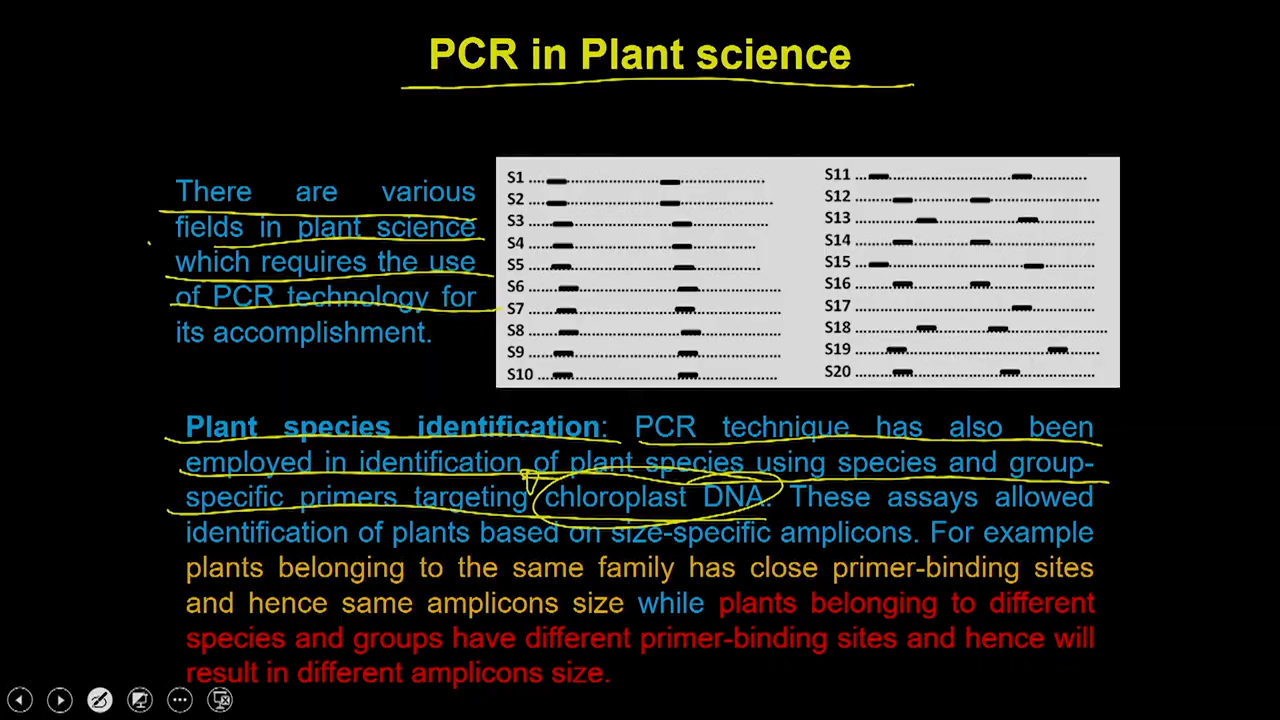 PCR in Plant science
There are various
fields in plant science
which requires the use
of PCR technology for
its accomplishment.
S1
S2
S3
S4
S5
S6
S7
S8
S9
S10
S11
S12
S13
S14
S15
S16
S17
S18
S19
S20
Plant species identification: PCR technique has also been
employed in identification of plant species using species and group-
specific primers targeting chloroplast DNA. These assays allowed
identification of plants based on size-specific amplicons. For example
plants belonging to the same family has close primer-binding sites
and hence same amplicons size while plants belonging to different
species and groups have different primer-binding sites and hence will
result in different amplicons size.